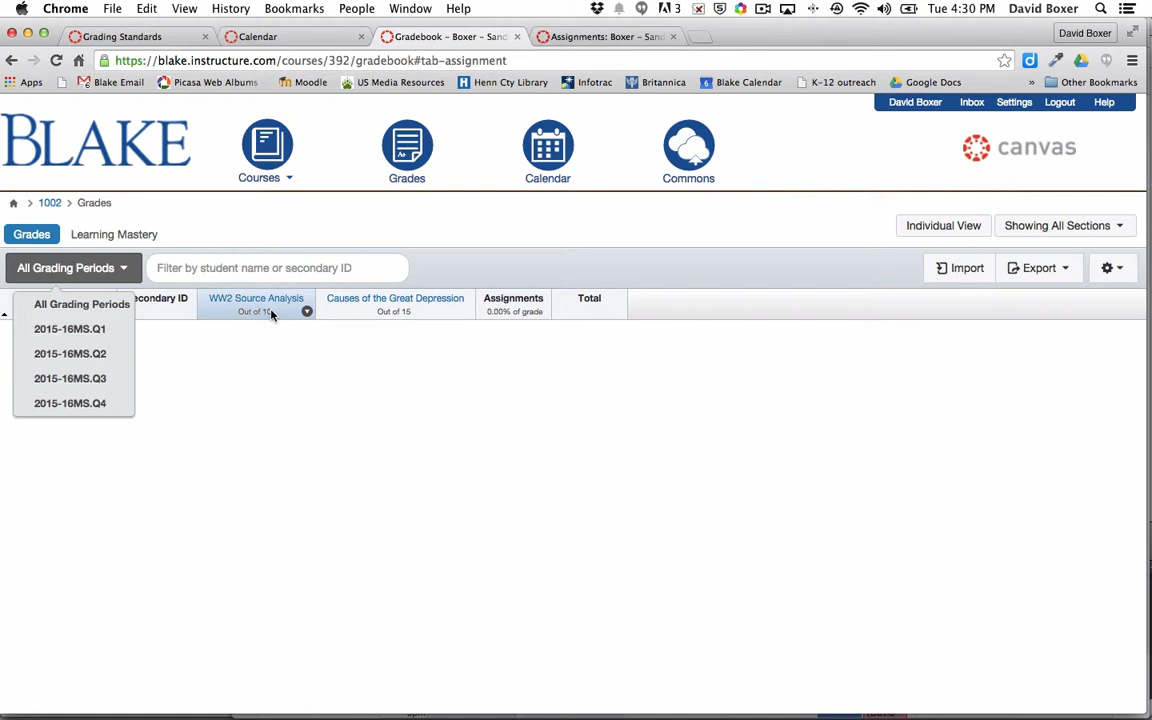 Chrome File Edit View History Bookmarks People Window Help 3 Tue 4:30 PM David Boxer
Grading Standards × Calendar × Gradebook – Boxer – Sand × Assignments: Boxer – Sand × David Boxer
https://blake.instructure.com/courses/392/gradebook#tab-assignment
Apps Blake Email Picasa Web Albums Moodle US Media Resources Henn Cty Library Infotrac Britannica Blake Calendar K-12 outreach Google Docs » Other Bookmarks
David Boxer Inbox Settings Logout Help
BLAKE
Courses Grades Calendar Commons
canvas
1002 > Grades
Individual View Showing All Sections
Grades Learning Mastery
All Grading Periods Filter by student name or secondary ID Import Export
econdary ID WW2 Source Analysis Causes of the Great Depression Assignments Total
Out of 10 Out of 15 0.00% of grade
All Grading Periods
2015-16MS.Q1
2015-16MS.Q2
2015-16MS.Q3
2015-16MS.Q4